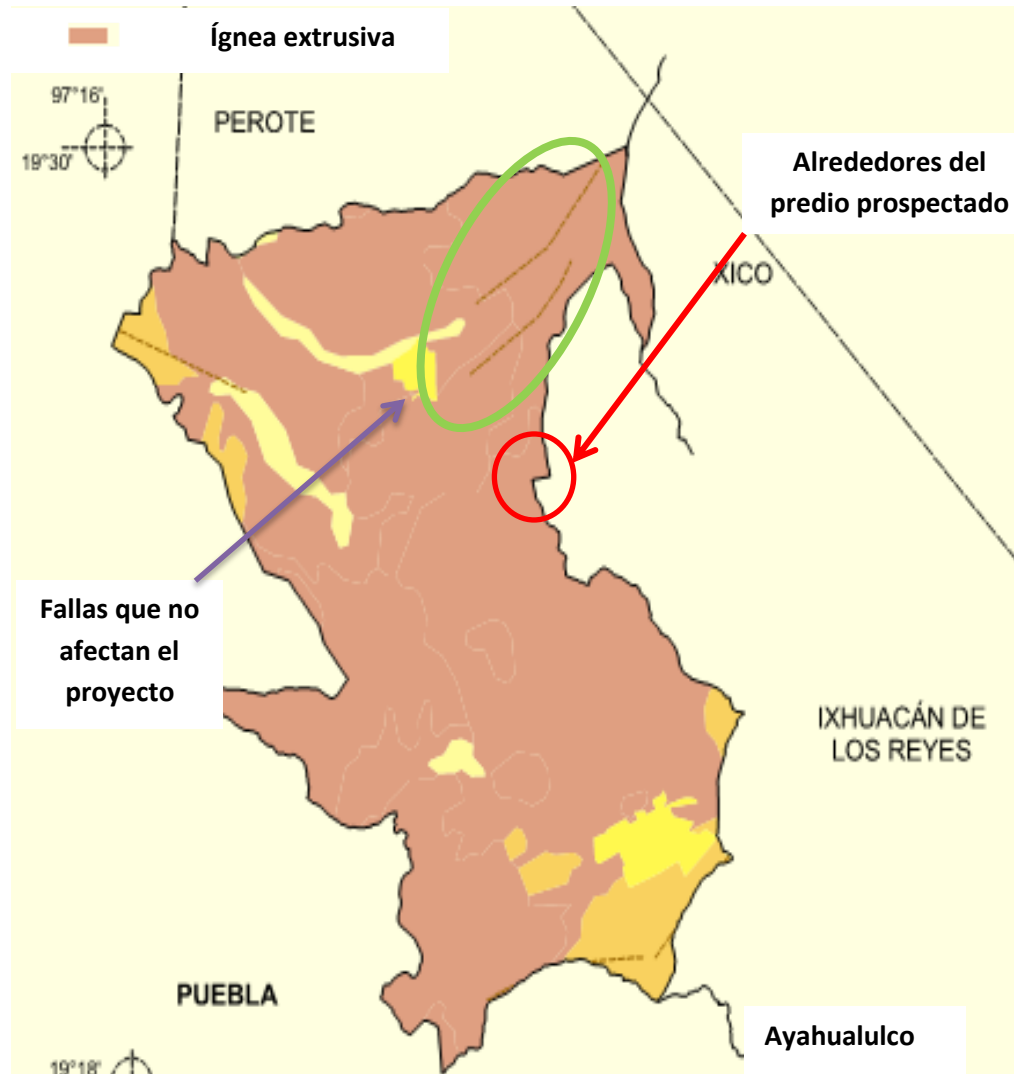 Ígnea extrusiva
97°16'
19°30'
PEROTE
Alrededores del
predio prospectado
XICO
Fallas que no
afectan el
proyecto
IXHUACÁN DE
LOS REYES
PUEBLA
Ayahualulco
19°18'